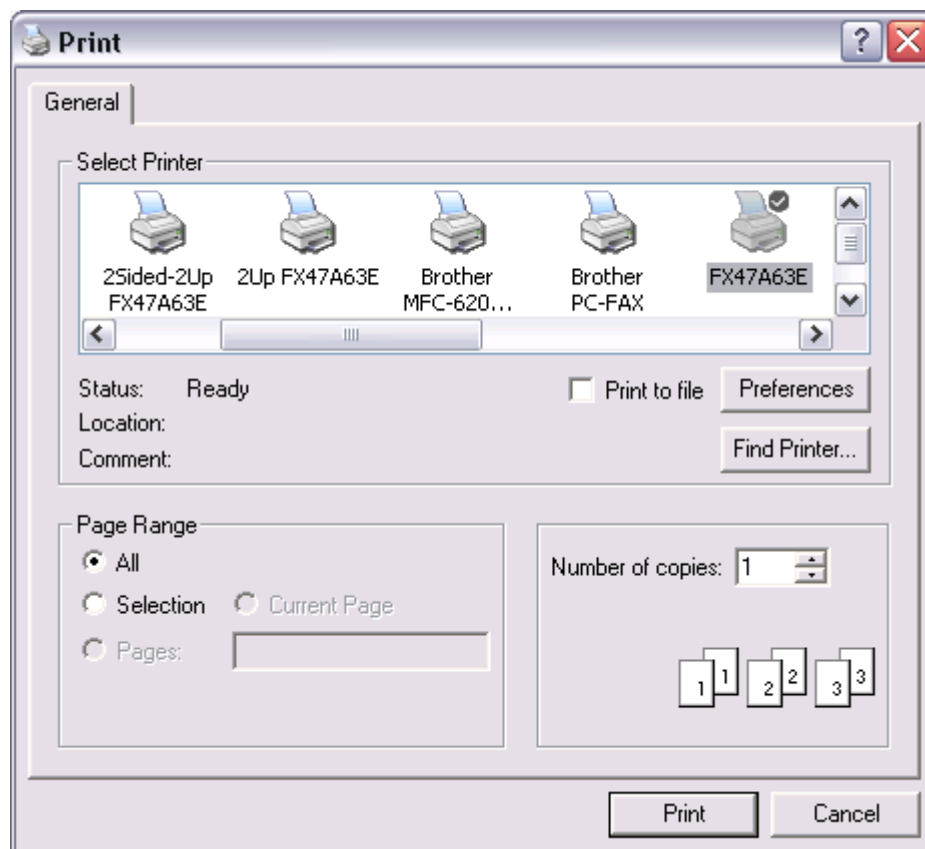 Print
General
Select Printer
2Sided-2Up
FX47A63E
2Up FX47A63E
Brother
MFC-620...
Brother
PC-FAX
FX47A63E
Status: Ready
Print to file
Preferences
Location:
Comment:
Find Printer...
Page Range
All
Selection
Current Page
Pages:
Number of copies: 1
1 1 2 2 3 3
Print
Cancel